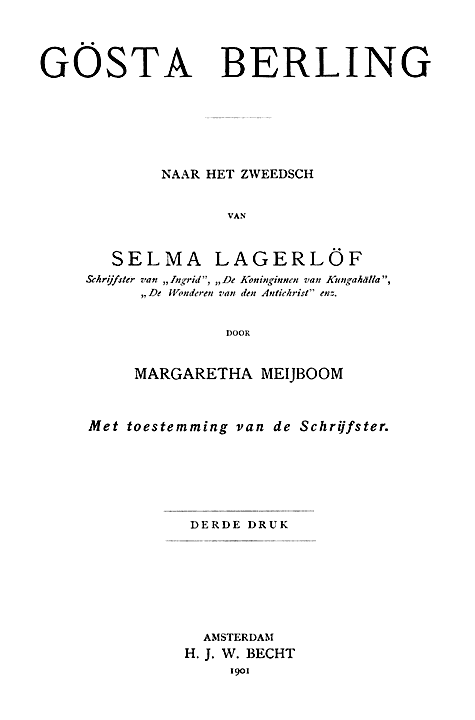 GÖSTA BERLING
NAAR HET ZWEEDSCH
VAN
SELMA LAGERLÖF
Schrijfster van „Ingrid”, „De Koninginnen van Kungahälla”,
„De Wonderen van den Antichrist” enz.
DOOR
MARGARETHA MEIJBOOM
Met toestemming van de Schrijfster.
DERDE DRUK
AMSTERDAM
H. J. W. BECHT
1901